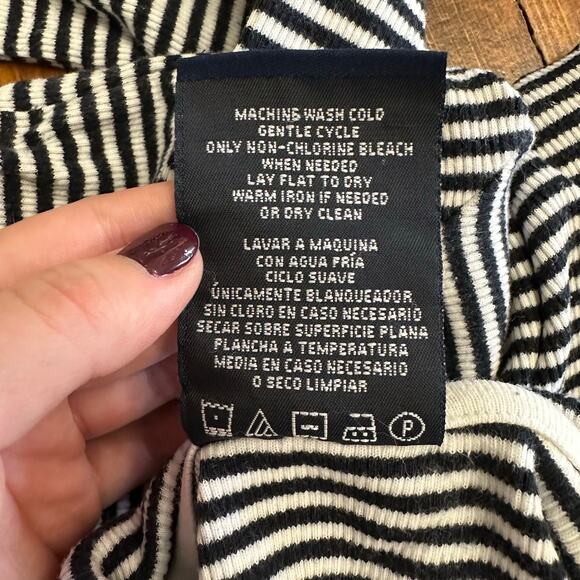 MACHINE WASH COLD
GENTLE CYCLE
ONLY NON-CHLORINE BLEACH
WHEN NEEDED
LAY FLAT TO DRY
WARM IRON IF NEEDED
OR DRY CLEAN
LAVAR A MAQUINA
CON AGUA FRÍA
CICLO SUAVE
ÚNICAMENTE BLANQUEADOR
SIN CLORO EN CASO NECESARIO
SECAR SOBRE SUPERFICIE PLANA
PLANCHA A TEMPERATURA
MEDIA EN CASO NECESARIO
O SECO LIMPIAR
P